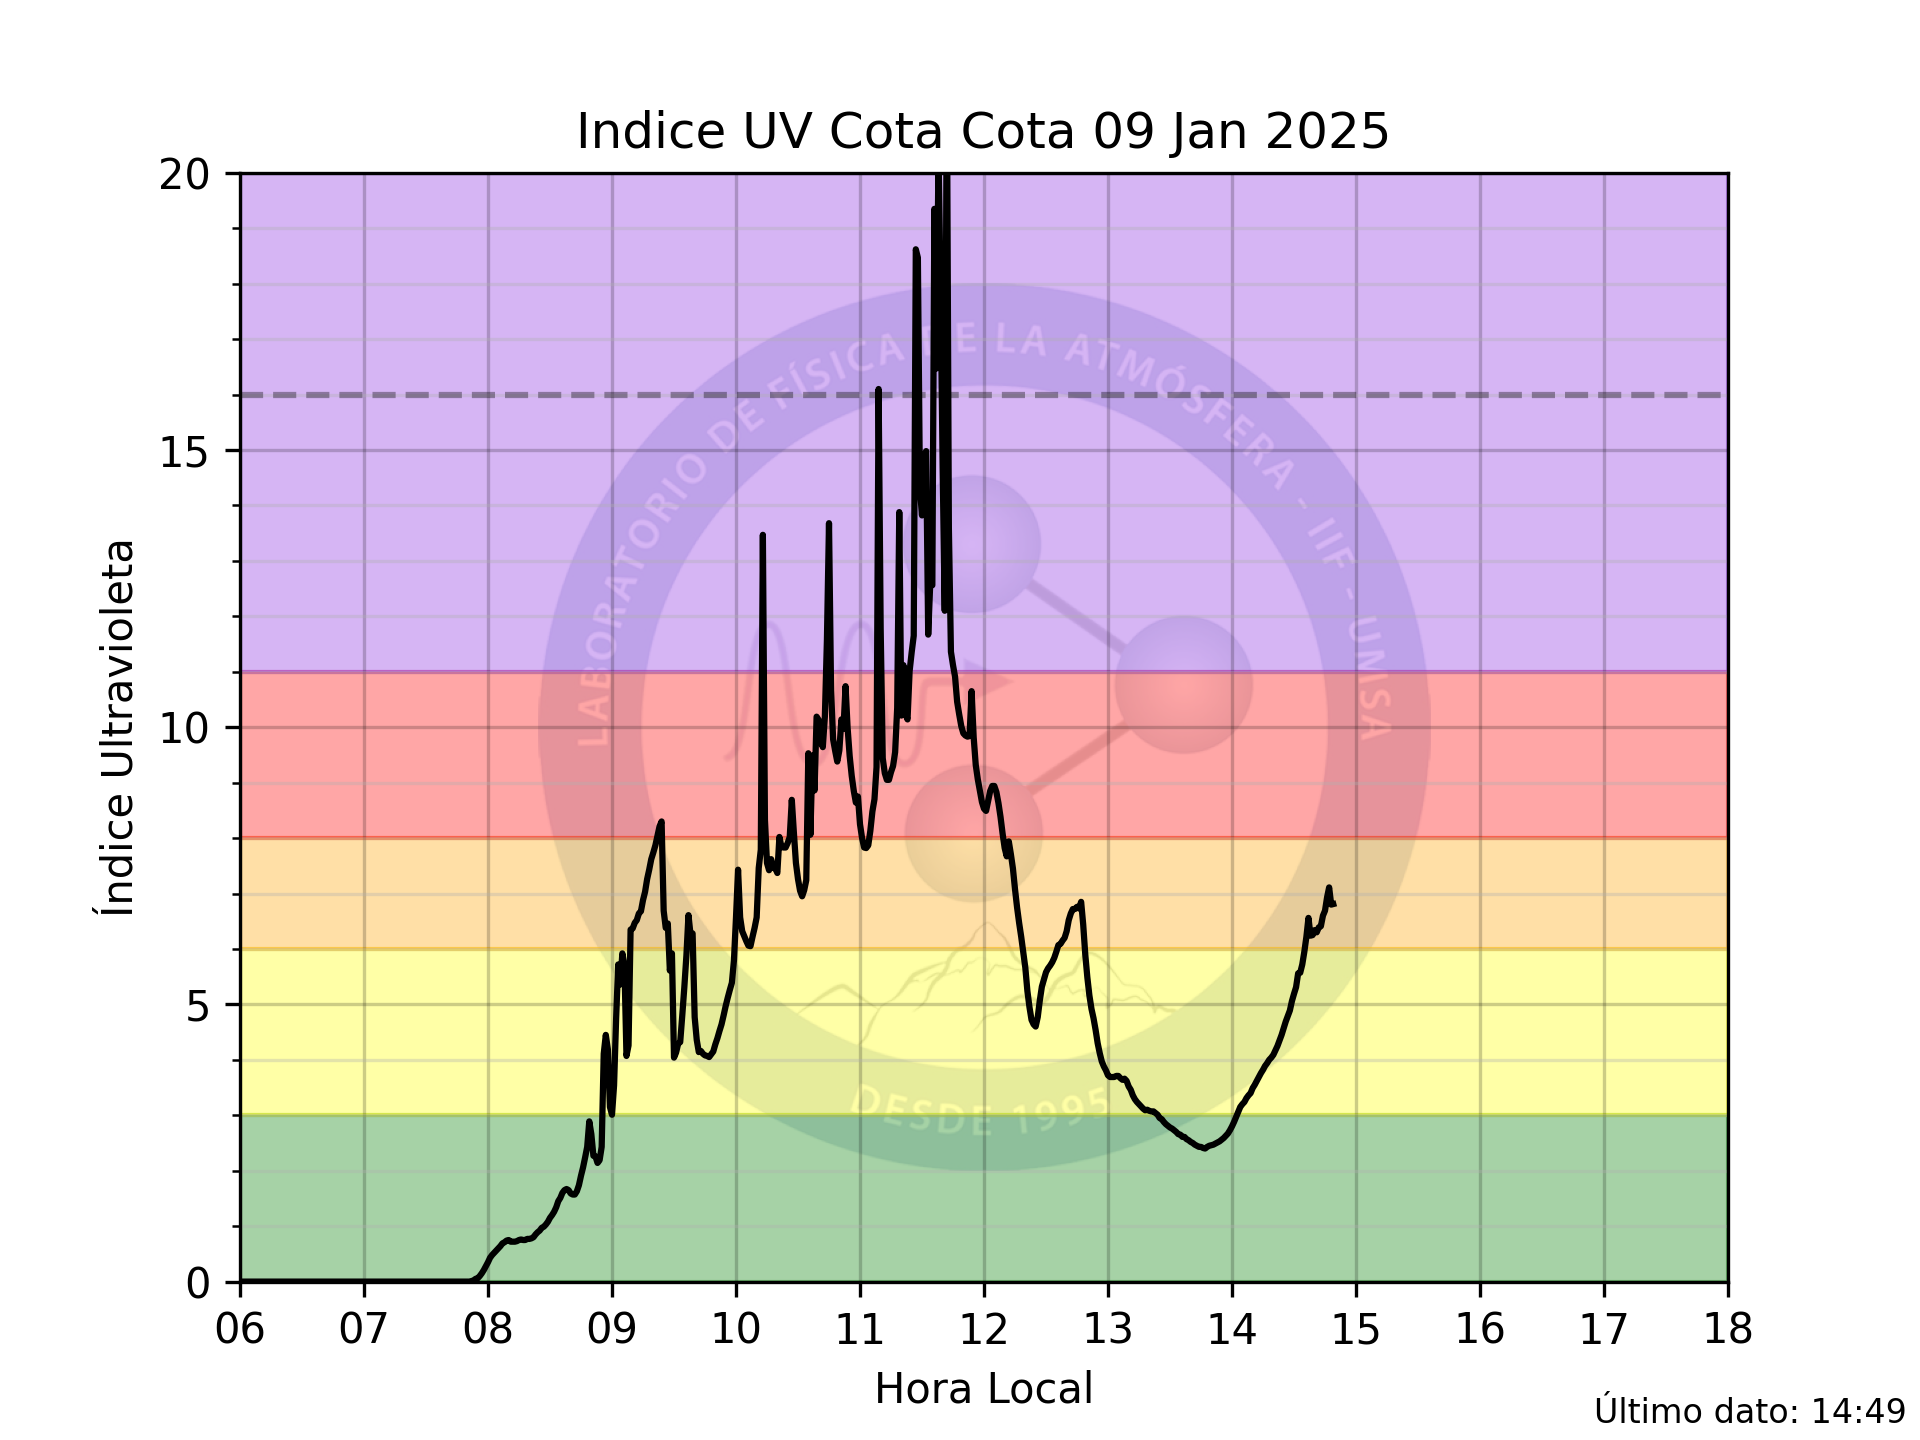 Indice UV Cota Cota 09 Jan 2025
20
15
10
5
0
Índice Ultravioleta
LABORATORIO DE FÍSICA DE LA ATMÓSFERA - IIF - UMSA
DESDE 1995
06 07 08 09 10 11 12 13 14 15 16 17 18
Hora Local
Último dato: 14:49